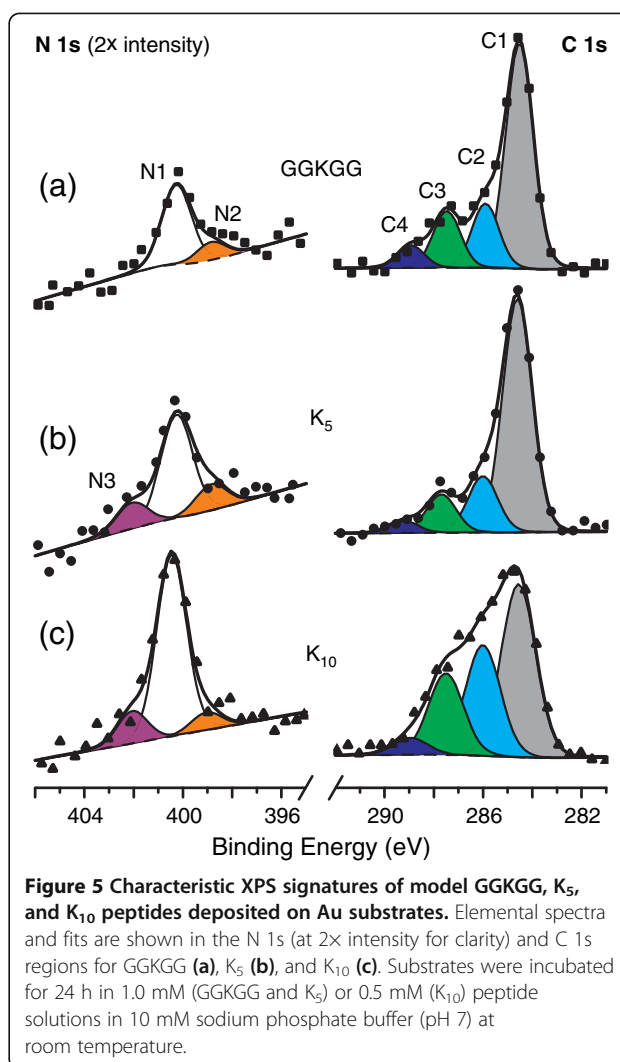 N 1s (2x intensity)
C 1s
C1
N1
N2
GGKGG
C2
C3
C4
(a)
(b)
N3
K5
(c)
K10
404 400 396 290 286 282
Binding Energy (eV)
Figure 5 Characteristic XPS signatures of model GGKGG, K5,
and K10 peptides deposited on Au substrates. Elemental spectra
and fits are shown in the N 1s (at 2× intensity for clarity) and C 1s
regions for GGKGG (a), K5 (b), and K10 (c). Substrates were incubated
for 24 h in 1.0 mM (GGKGG and K5) or 0.5 mM (K10) peptide
solutions in 10 mM sodium phosphate buffer (pH 7) at
room temperature.